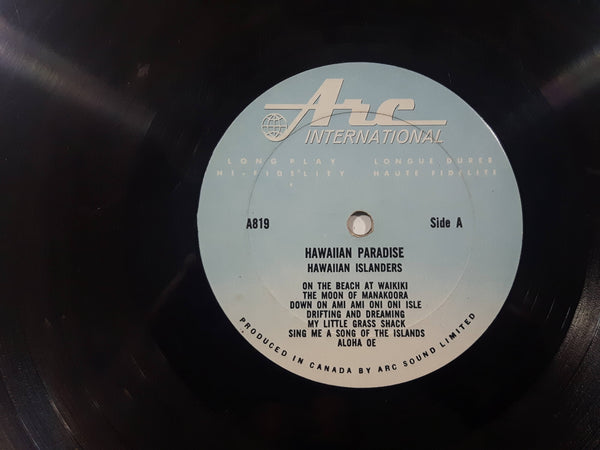 Arc
INTERNATIONAL
LONG PLAY LONGUE DUREE
HI-FIDELITY HAUTE FIDELITE
A819 Side A
HAWAIIAN PARADISE
HAWAIIAN ISLANDERS
ON THE BEACH AT WAIKIKI
THE MOON OF MANAKOORA
DOWN ON AMI AMI ONI ONI ISLE
DRIFTING AND DREAMING
MY LITTLE GRASS SHACK
SING ME A SONG OF THE ISLANDS
ALOHA OE
PRODUCED IN CANADA BY ARC SOUND LIMITED